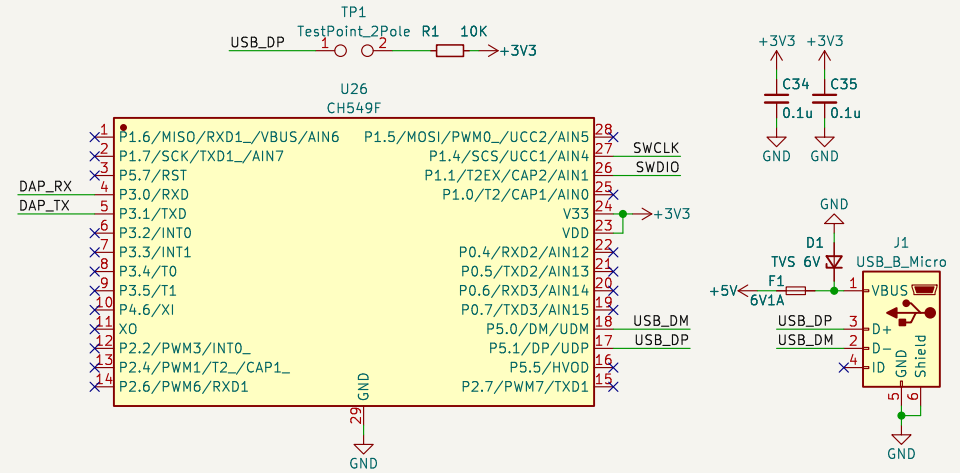 TP1
TestPoint_2Pole R1 10K
USB_DP 1 2 +3V3
U26
CH549F
1 P1.6/MISO/RXD1_/VBUS/AIN6
2 P1.7/SCK/TXD1_/AIN7
3 P5.7/RST
DAP_RX 4 P3.0/RXD
DAP_TX 5 P3.1/TXD
6 P3.2/INT0
7 P3.3/INT1
8 P3.4/T0
9 P3.5/T1
10 P4.6/XI
11 XO
12 P2.2/PWM3/INT0_
13 P2.4/PWM1/T2_/CAP1_
14 P2.6/PWM6/RXD1
P1.5/MOSI/PWM0_/UCC2/AIN5 28
P1.4/SCS/UCC1/AIN4 27 SWCLK
P1.1/T2EX/CAP2/AIN1 26 SWDIO
P1.0/T2/CAP1/AIN0 25
V33 24 +3V3
VDD 23
P0.4/RXD2/AIN12 22
P0.5/TXD2/AIN13 21
P0.6/RXD3/AIN14 20
P0.7/TXD3/AIN15 19
P5.0/DM/UDM 18 USB_DM
P5.1/DP/UDP 17 USB_DP
P5.5/HVOD 16
P2.7/PWM7/TXD1 15
GND
29
GND
+3V3 +3V3
C34 C35
0.1u 0.1u
GND GND
GND
D1
TVS 6V
F1
+5V 6V1A
J1
USB_B_Micro
1 VBUS
USB_DP 3 D+
USB_DM 2 D-
4 ID
GND Shield
5 6
GND